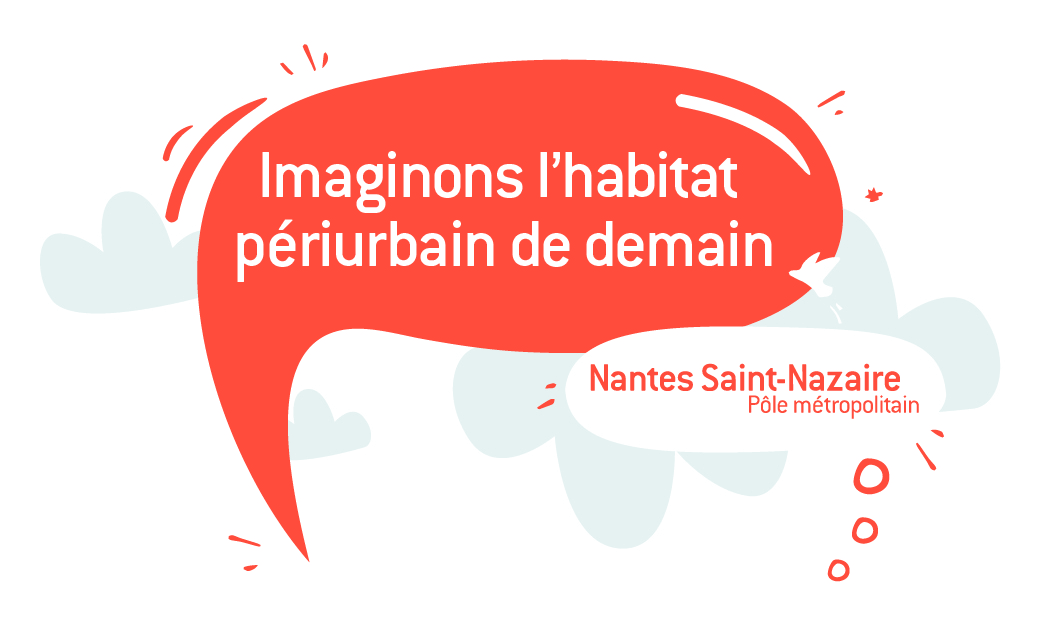 Imaginons l'habitat
périurbain de demain
Nantes Saint-Nazaire
Pôle métropolitain